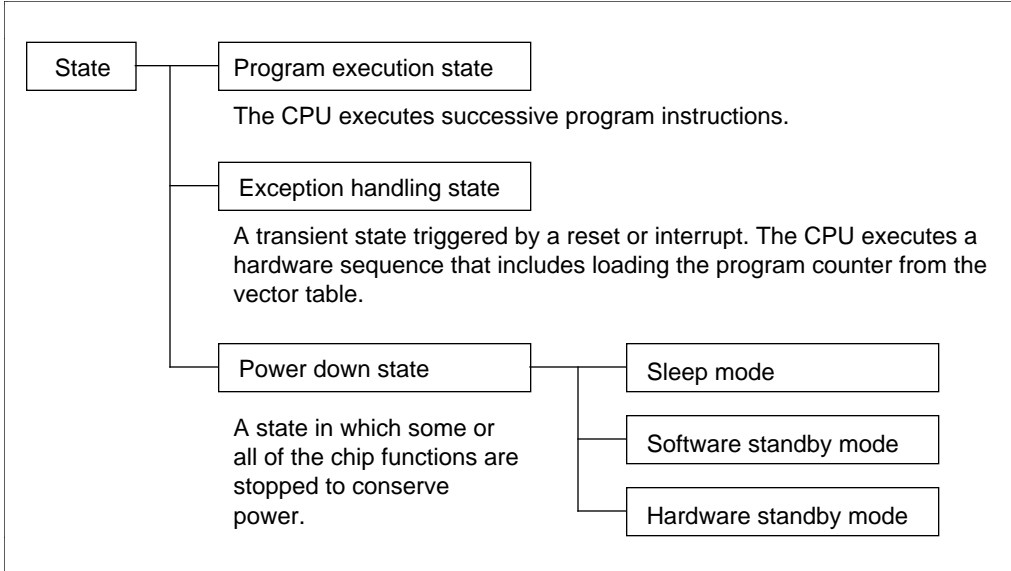 State
Program execution state
The CPU executes successive program instructions.
Exception handling state
A transient state triggered by a reset or interrupt. The CPU executes a
hardware sequence that includes loading the program counter from the
vector table.
Power down state
A state in which some or
all of the chip functions are
stopped to conserve
power.
Sleep mode
Software standby mode
Hardware standby mode